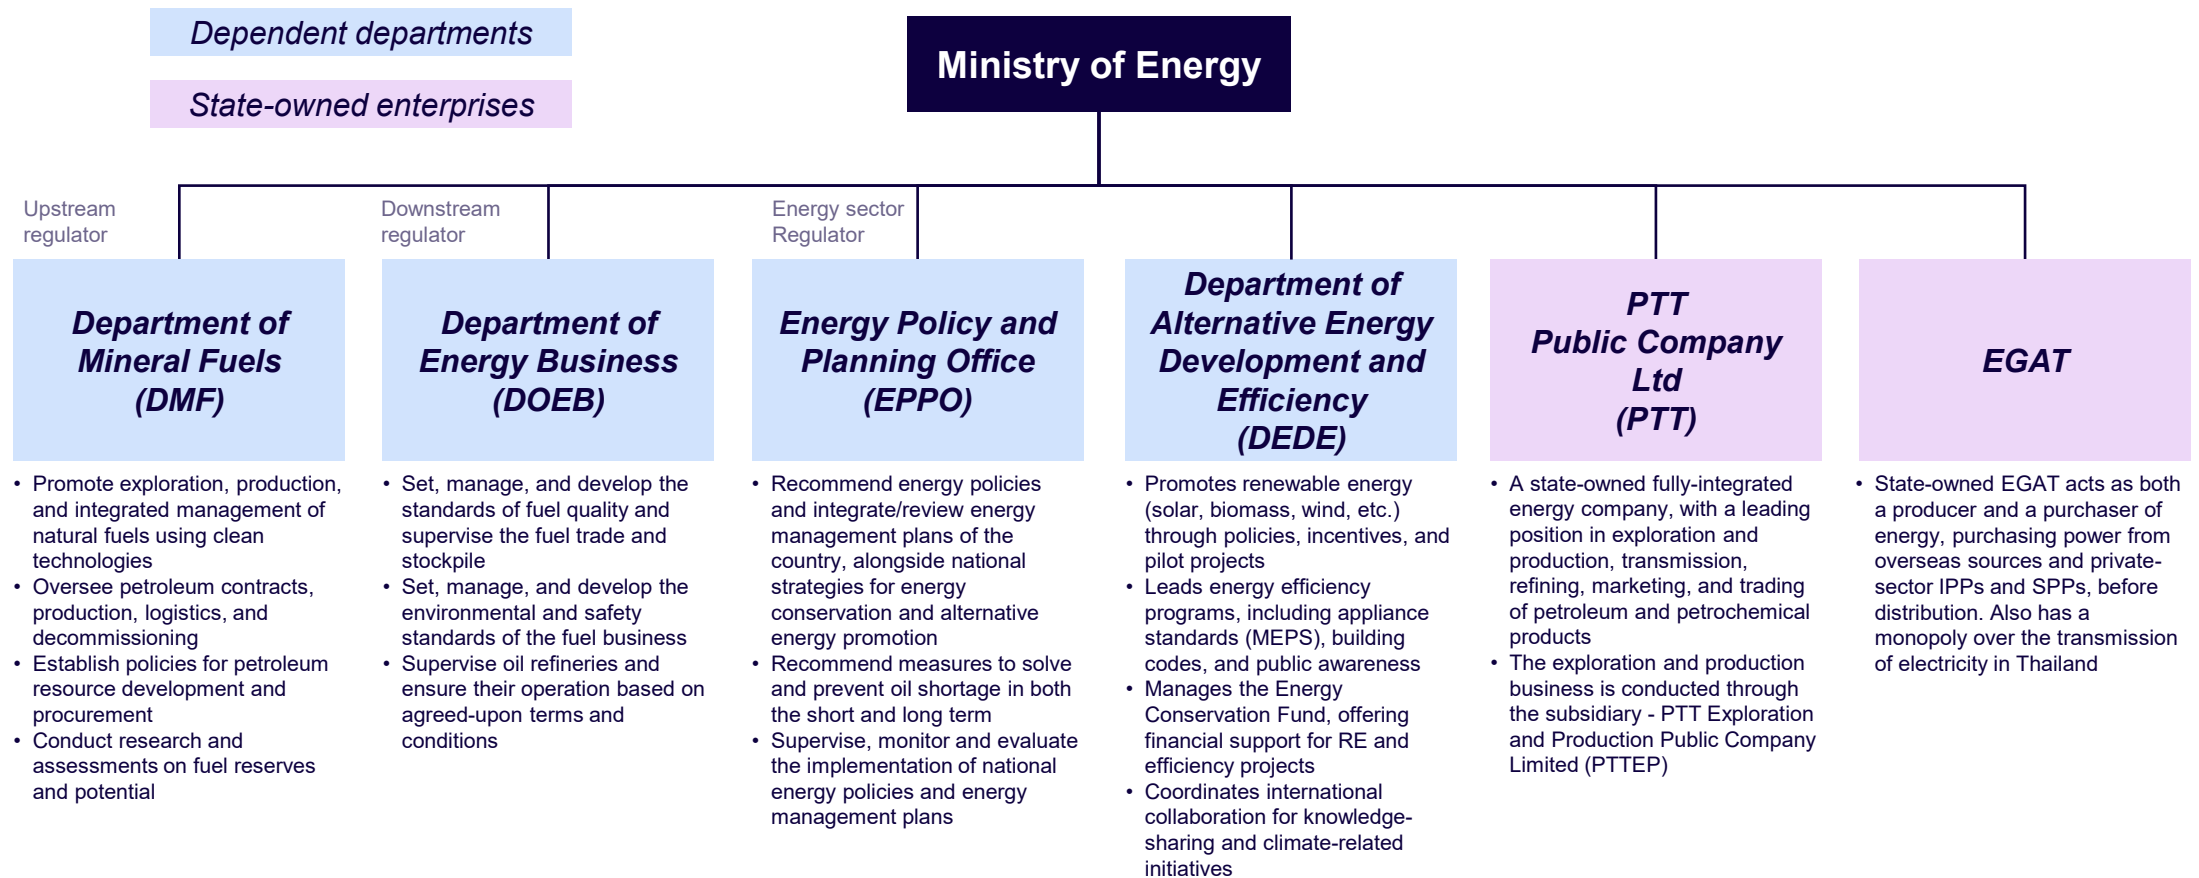 Dependent departments
State-owned enterprises
Ministry of Energy
Upstream
regulator
Downstream
regulator
Energy sector
Regulator
Department of
Mineral Fuels
(DMF)
Department of
Energy Business
(DOEB)
Energy Policy and
Planning Office
(EPPO)
Department of
Alternative Energy
Development and
Efficiency
(DEDE)
PTT
Public Company
Ltd
(PTT)
EGAT
• Promote exploration, production,
and integrated management of
natural fuels using clean
technologies
• Oversee petroleum contracts,
production, logistics, and
decommissioning
• Establish policies for petroleum
resource development and
procurement
• Conduct research and
assessments on fuel reserves
and potential
• Set, manage, and develop the
standards of fuel quality and
supervise the fuel trade and
stockpile
• Set, manage, and develop the
environmental and safety
standards of the fuel business
• Supervise oil refineries and
ensure their operation based on
agreed-upon terms and
conditions
• Recommend energy policies
and integrate/review energy
management plans of the
country, alongside national
strategies for energy
conservation and alternative
energy promotion
• Recommend measures to solve
and prevent oil shortage in both
the short and long term
• Supervise, monitor and evaluate
the implementation of national
energy policies and energy
management plans
• Promotes renewable energy
(solar, biomass, wind, etc.)
through policies, incentives, and
pilot projects
• Leads energy efficiency
programs, including appliance
standards (MEPS), building
codes, and public awareness
• Manages the Energy
Conservation Fund, offering
financial support for RE and
efficiency projects
• Coordinates international
collaboration for knowledge-
sharing and climate-related
initiatives
• A state-owned fully-integrated
energy company, with a leading
position in exploration and
production, transmission,
refining, marketing, and trading
of petroleum and petrochemical
products
• The exploration and production
business is conducted through
the subsidiary - PTT Exploration
and Production Public Company
Limited (PTTEP)
• State-owned EGAT acts as both
a producer and a purchaser of
energy, purchasing power from
overseas sources and private-
sector IPPs and SPPs, before
distribution. Also has a
monopoly over the transmission
of electricity in Thailand